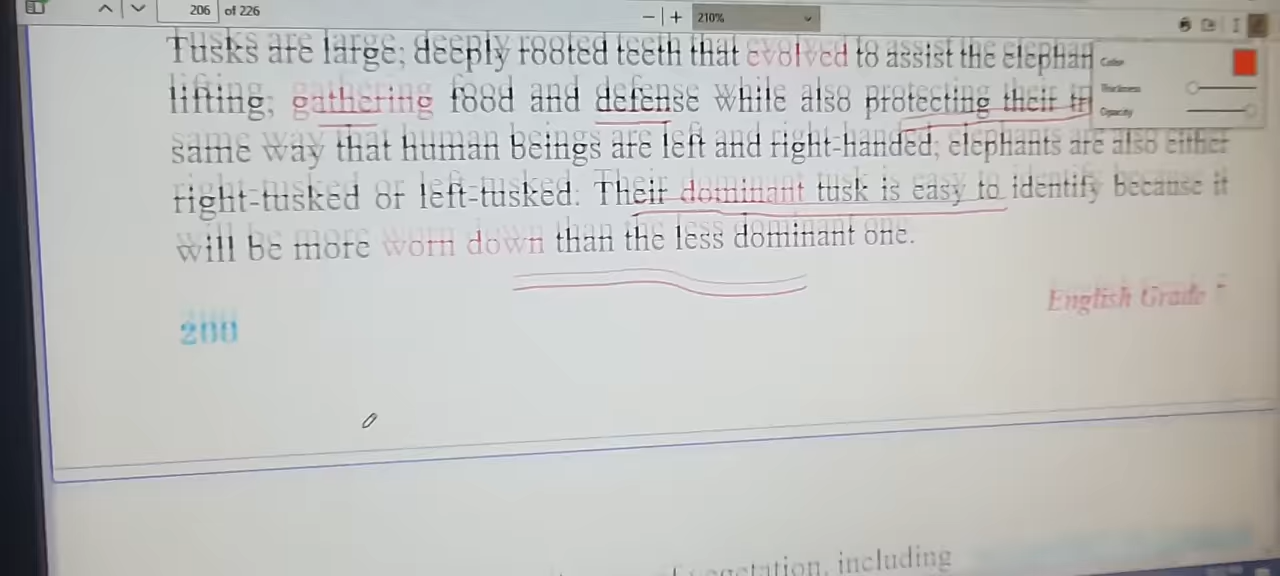 206 of 226
210%
Color
Thickness
Opacity
Tusks are large, deeply rooted teeth that evolved to assist the elephan
lifting, gathering food and defense while also protecting their tr
same way that human beings are left and right-handed, elephants are also either
right-tusked or left-tusked. Their dominant tusk is easy to identify because it
will be more worn down than the less dominant one.
200
English Grade
including